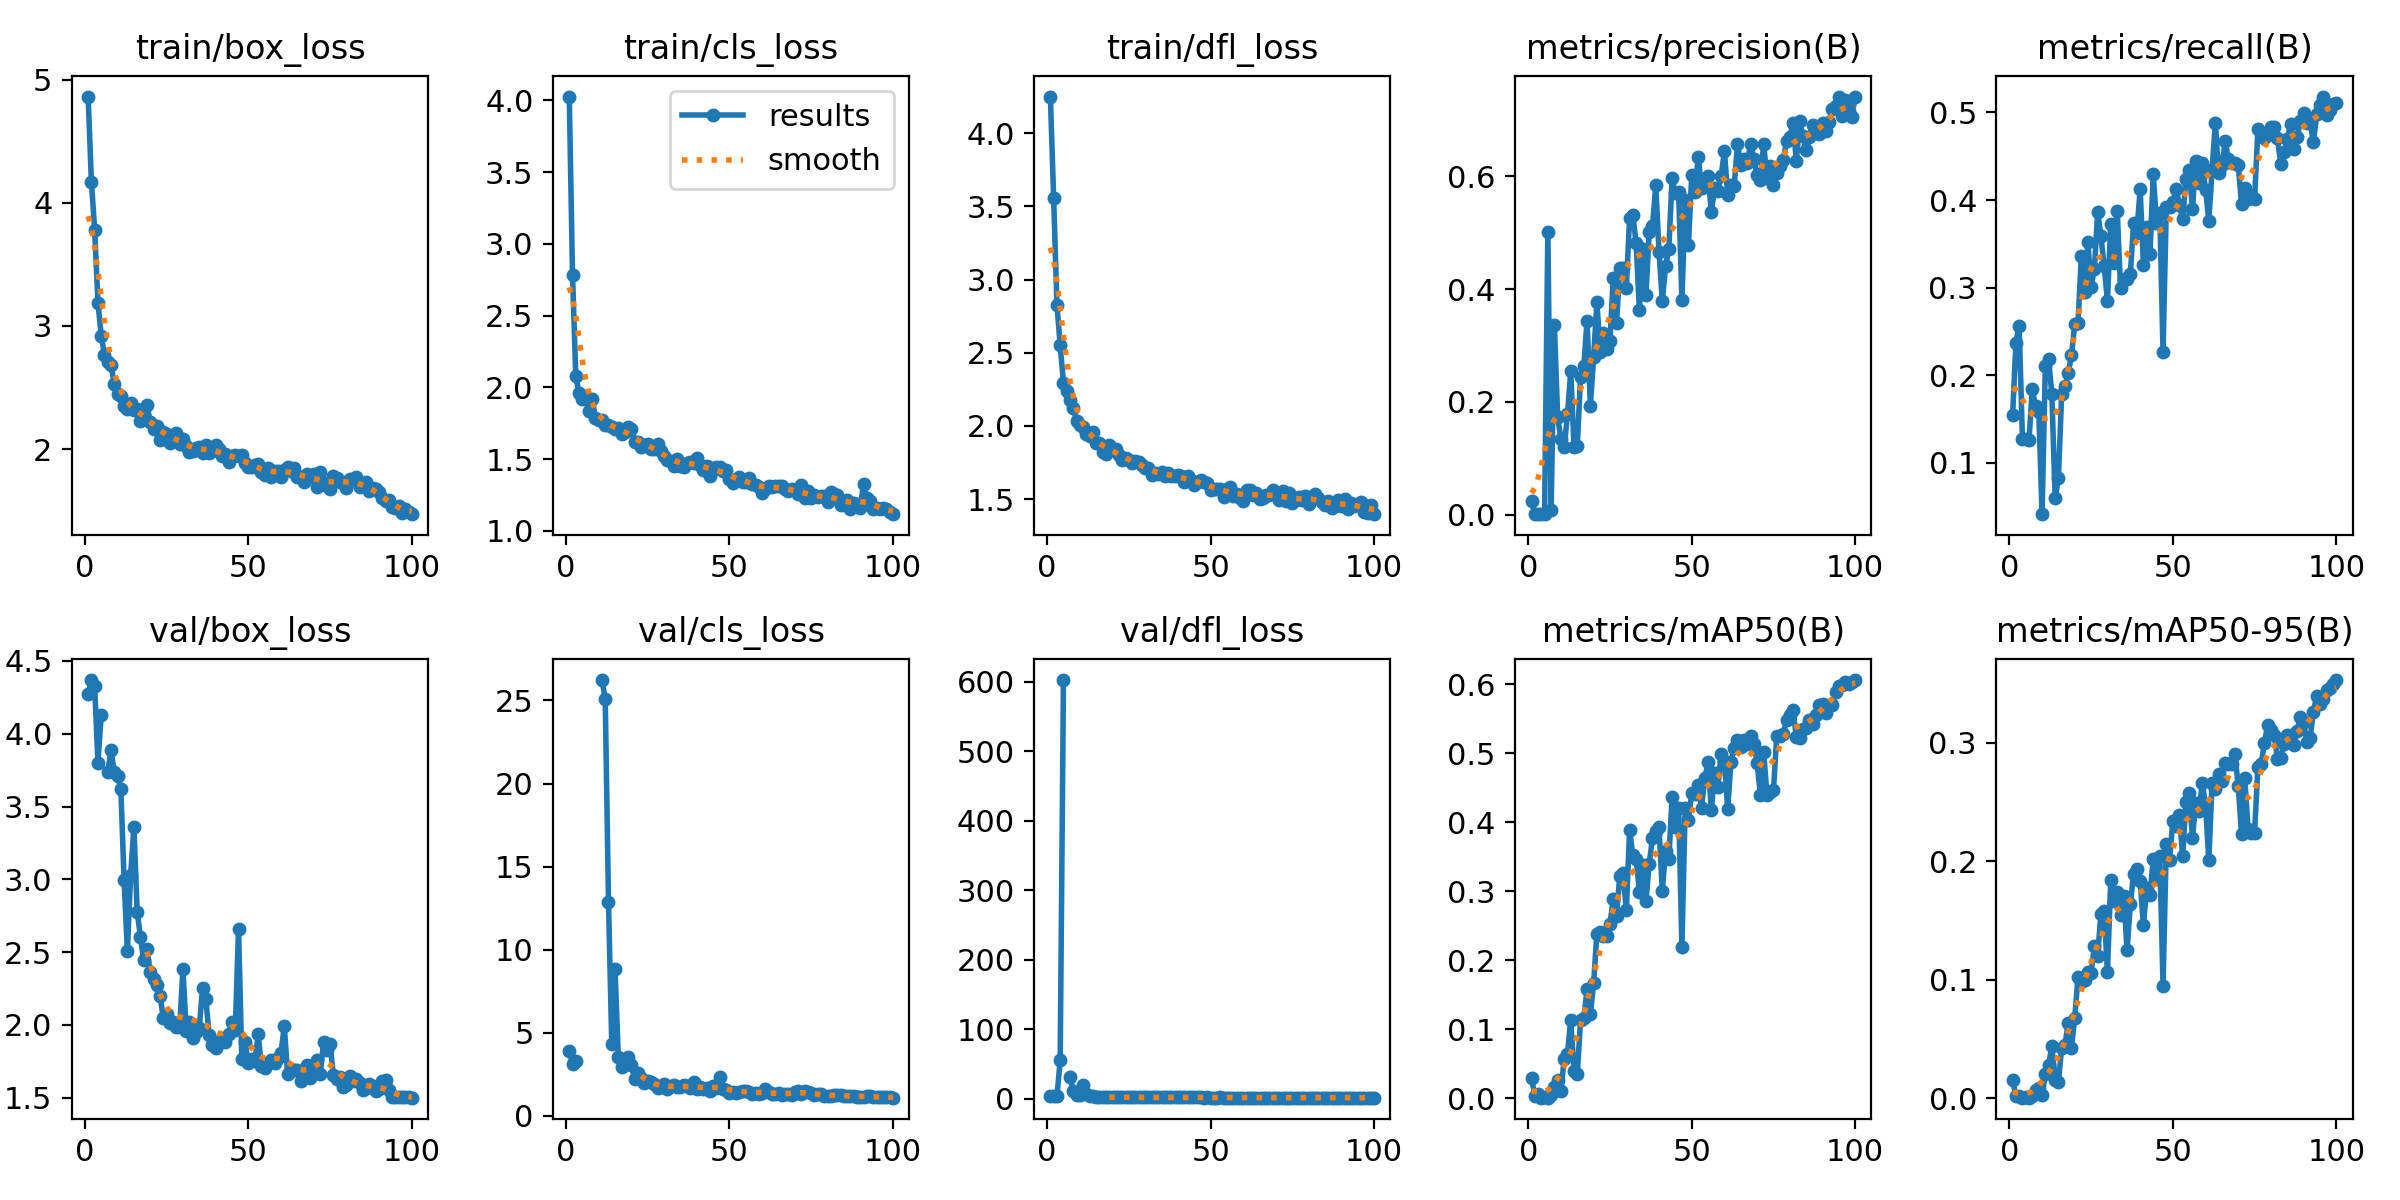 train/box_loss
5
4
3
2
0 50 100
train/cls_loss
4.0
3.5
3.0
2.5
2.0
1.5
1.0
results
smooth
0 50 100
train/dfl_loss
4.0
3.5
3.0
2.5
2.0
1.5
0 50 100
metrics/precision(B)
0.6
0.4
0.2
0.0
0 50 100
metrics/recall(B)
0.5
0.4
0.3
0.2
0.1
0 50 100
val/box_loss
4.5
4.0
3.5
3.0
2.5
2.0
1.5
0 50 100
val/cls_loss
25
20
15
10
5
0
0 50 100
val/dfl_loss
600
500
400
300
200
100
0
0 50 100
metrics/mAP50(B)
0.6
0.5
0.4
0.3
0.2
0.1
0.0
0 50 100
metrics/mAP50-95(B)
0.3
0.2
0.1
0.0
0 50 100